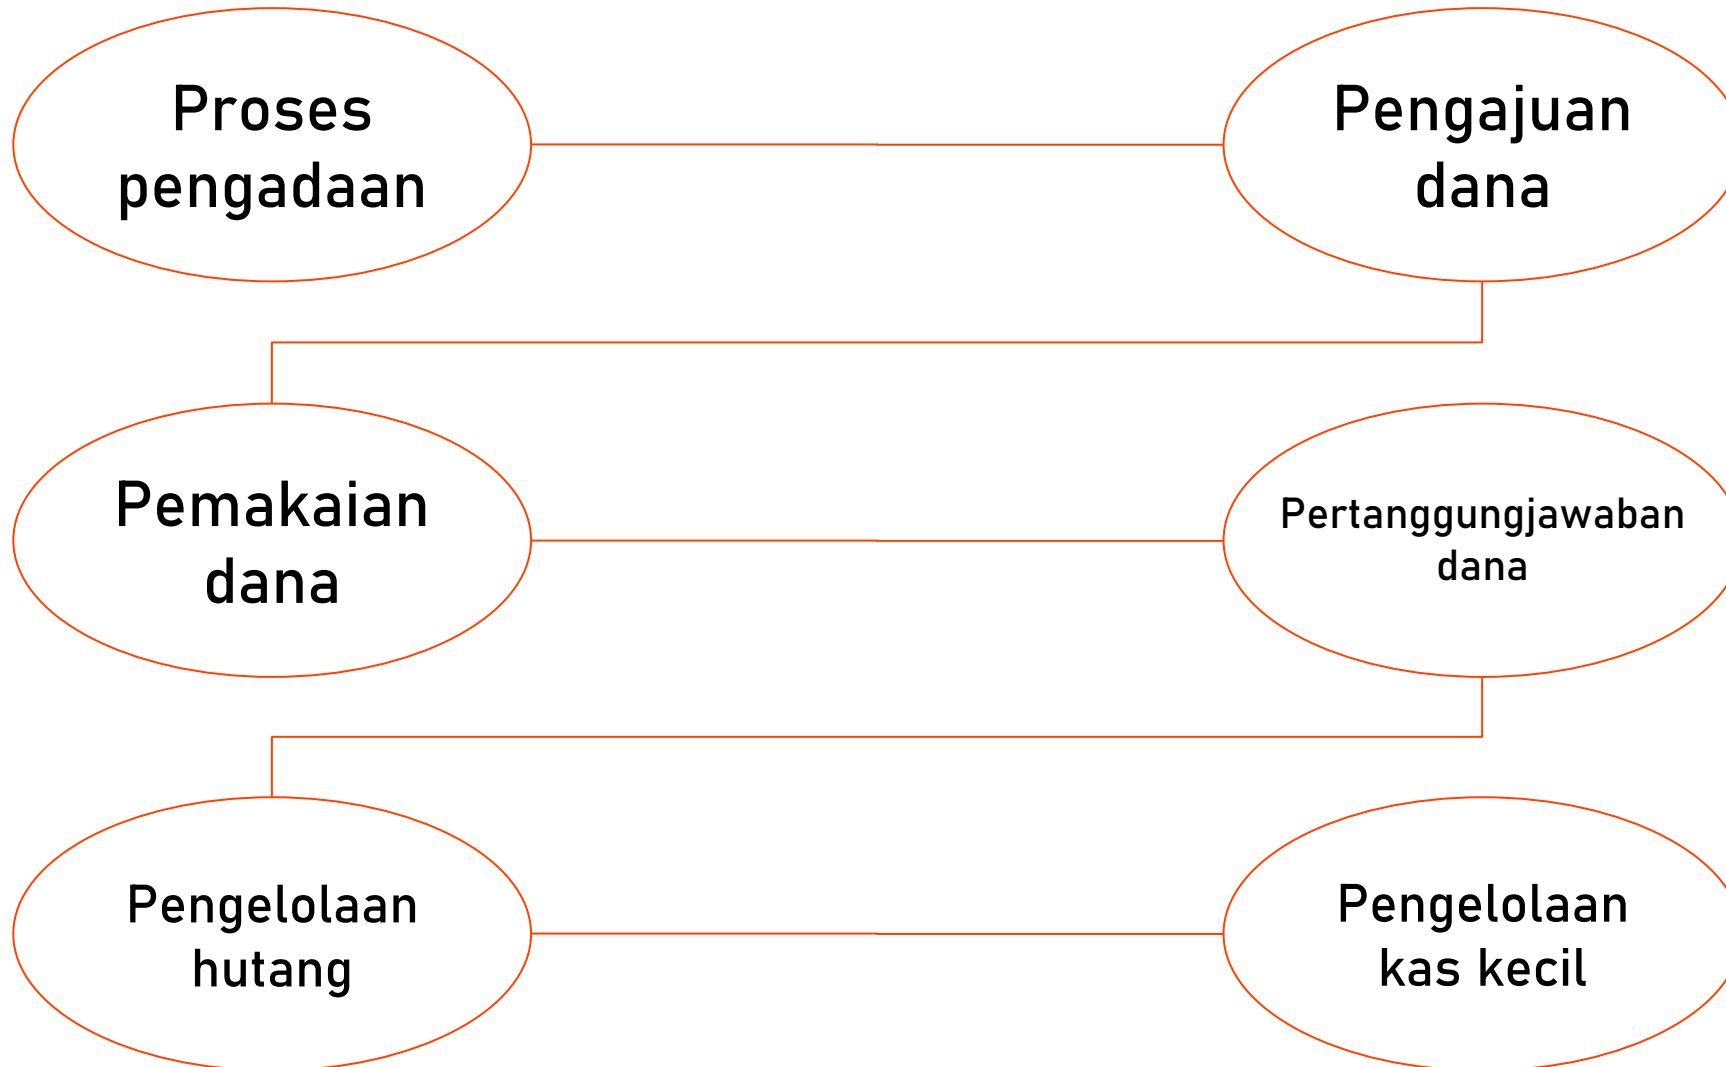 Proses
pengadaan
Pengajuan
dana
Pemakaian
dana
Pertanggungjawaban
dana
Pengelolaan
hutang
Pengelolaan
kas kecil